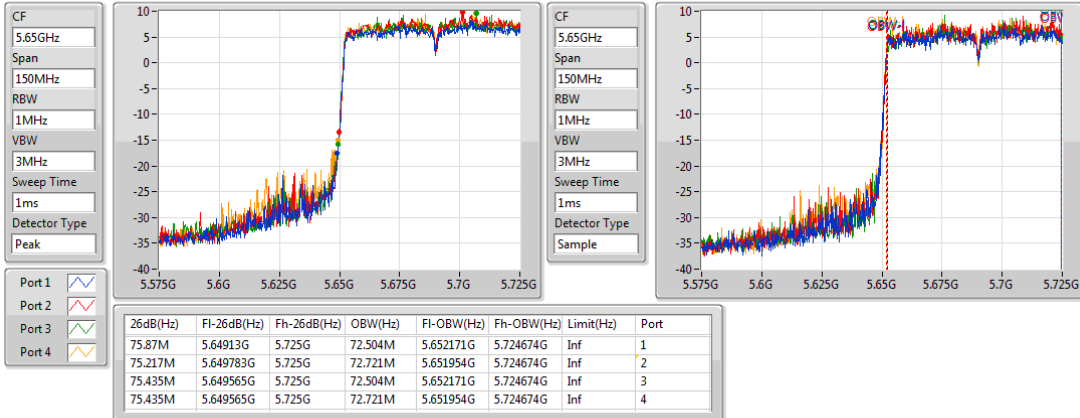 CF
5.65GHz
Span
150MHz
RBW
1MHz
VBW
3MHz
Sweep Time
1ms
Detector Type
Peak
10
5
0
-5
-10
-15
-20
-25
-30
-35
-40
5.575G 5.6G 5.625G 5.65G 5.675G 5.7G 5.725G
CF
5.65GHz
Span
150MHz
RBW
1MHz
VBW
3MHz
Sweep Time
1ms
Detector Type
Sample
10
5
0
-5
-10
-15
-20
-25
-30
-35
-40
5.575G 5.6G 5.625G 5.65G 5.675G 5.7G 5.725G
Port 1
Port 2
Port 3
Port 4
26dB(Hz) Fl-26dB(Hz) Fh-26dB(Hz) OBW(Hz) Fl-OBW(Hz) Fh-OBW(Hz) Limit(Hz) Port
75.87M 5.64913G 5.725G 72.504M 5.652171G 5.724674G Inf 1
75.217M 5.649783G 5.725G 72.721M 5.651954G 5.724674G Inf 2
75.435M 5.649565G 5.725G 72.504M 5.652171G 5.724674G Inf 3
75.435M 5.649565G 5.725G 72.721M 5.651954G 5.724674G Inf 4